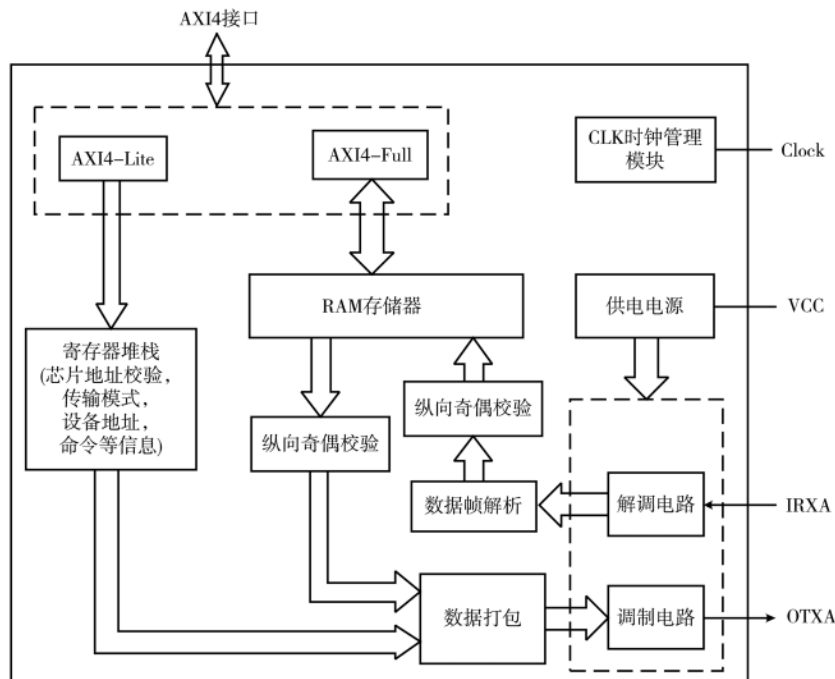 AXI4接口
AXI4-Lite
AXI4-Full
CLK时钟管理
模块
Clock
RAM存储器
供电电源
VCC
寄存器堆栈
(芯片地址校验,
传输模式,
设备地址,
命令等信息)
纵向奇偶校验
纵向奇偶校验
数据帧解析
解调电路
IRXA
数据打包
调制电路
OTXA